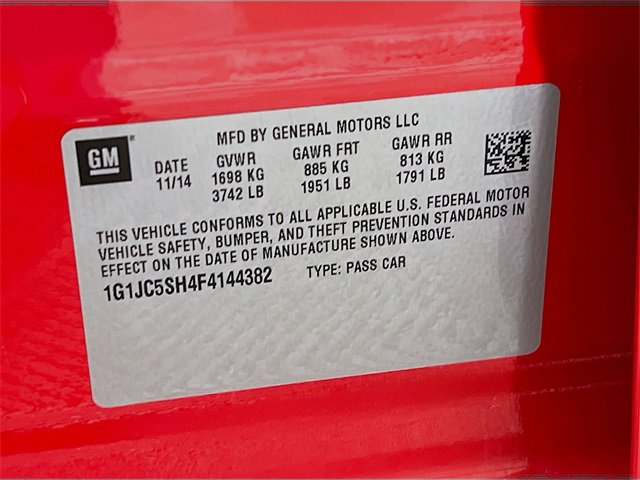 GM
MFD BY GENERAL MOTORS LLC
DATE GVWR GAWR FRT GAWR RR
11/14 1698 KG 885 KG 813 KG
3742 LB 1951 LB 1791 LB
THIS VEHICLE CONFORMS TO ALL APPLICABLE U.S. FEDERAL MOTOR
VEHICLE SAFETY, BUMPER, AND THEFT PREVENTION STANDARDS IN
EFFECT ON THE DATE OF MANUFACTURE SHOWN ABOVE.
1G1JC5SH4F4144382 TYPE: PASS CAR